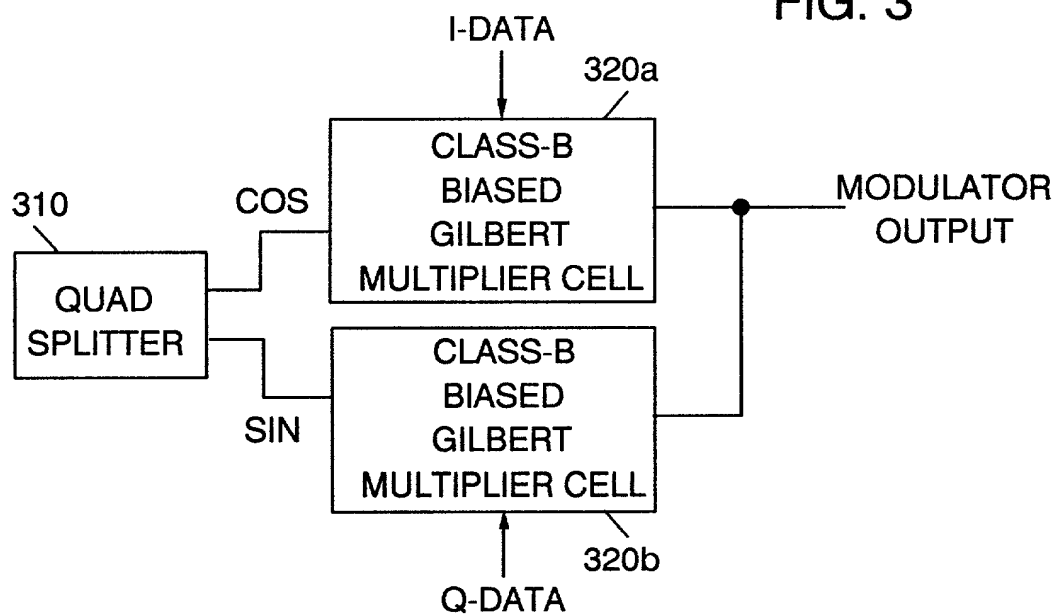 FIG. 3
I-DATA
320a
CLASS-B
BIASED
GILBERT
MULTIPLIER CELL
COS
310
QUAD
SPLITTER
MODULATOR
OUTPUT
SIN
CLASS-B
BIASED
GILBERT
MULTIPLIER CELL
320b
Q-DATA